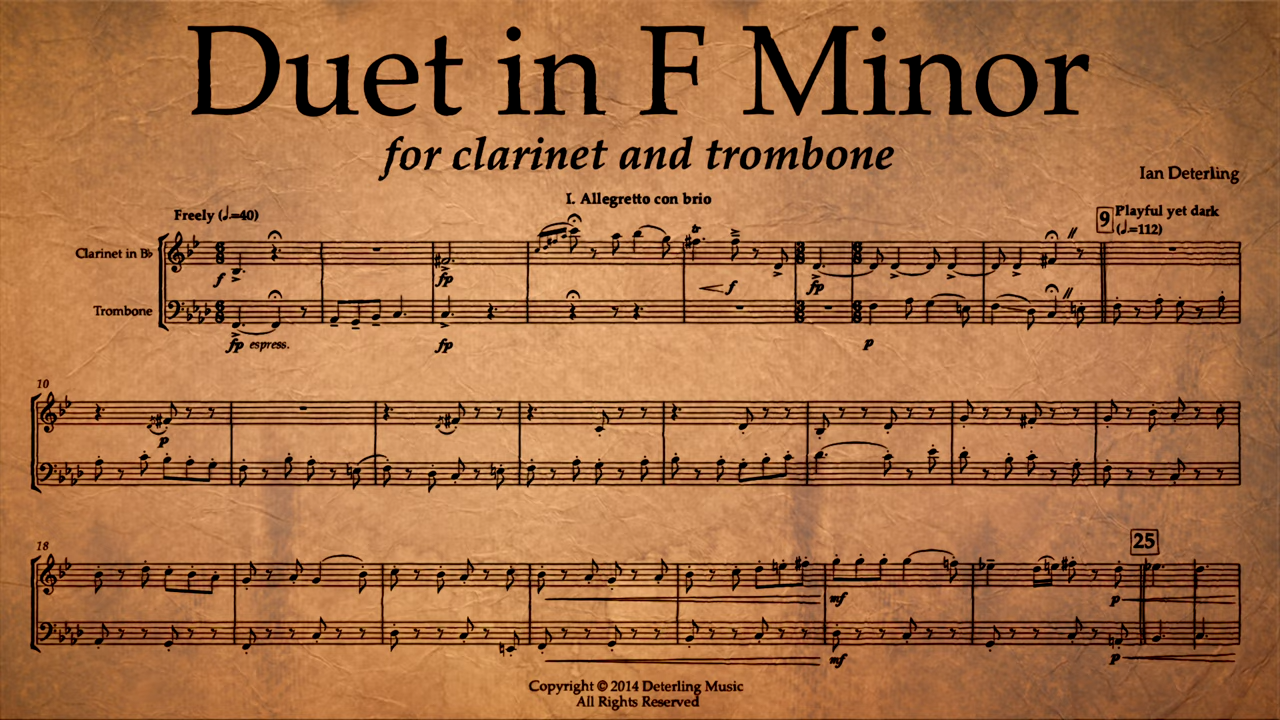 Duet in F Minor
for clarinet and trombone
Ian Deterling
I. Allegretto con brio
Freely (♩.=40)
9 Playful yet dark
(♩.=112)
Clarinet in B♭
f
fp
tr
f
fp
Trombone
fp espress.
fp
p
10
p
18
25
mf
p
mf
p
Copyright © 2014 Deterling Music
All Rights Reserved